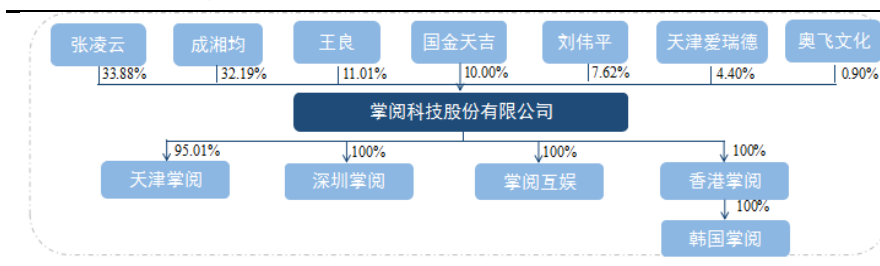 张凌云 成湘均 王良 国金天吉 刘伟平 天津爱瑞德 奥飞文化
33.88% 32.19% 11.01% 10.00% 7.62% 4.40% 0.90%
掌阅科技股份有限公司
95.01% 100% 100% 100%
天津掌阅 深圳掌阅 掌阅互娱 香港掌阅
100%
韩国掌阅